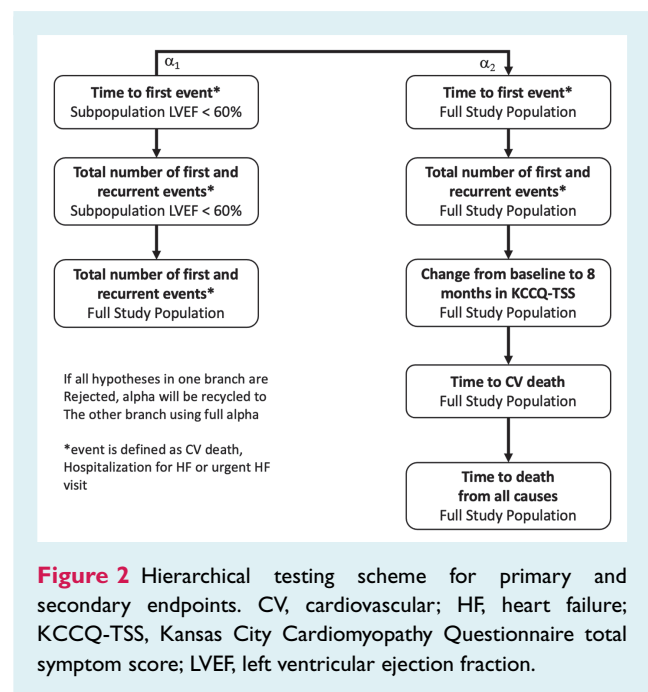 α1
α2
Time to first event*
Subpopulation LVEF < 60%
Total number of first and
recurrent events*
Subpopulation LVEF < 60%
Total number of first and
recurrent events*
Full Study Population
Time to first event*
Full Study Population
Total number of first and
recurrent events*
Full Study Population
Change from baseline to 8
months in KCCQ-TSS
Full Study Population
Time to CV death
Full Study Population
Time to death
from all causes
Full Study Population
If all hypotheses in one branch are
Rejected, alpha will be recycled to
The other branch using full alpha
*event is defined as CV death,
Hospitalization for HF or urgent HF
visit
Figure 2 Hierarchical testing scheme for primary and
secondary endpoints. CV, cardiovascular; HF, heart failure;
KCCQ-TSS, Kansas City Cardiomyopathy Questionnaire total
symptom score; LVEF, left ventricular ejection fraction.